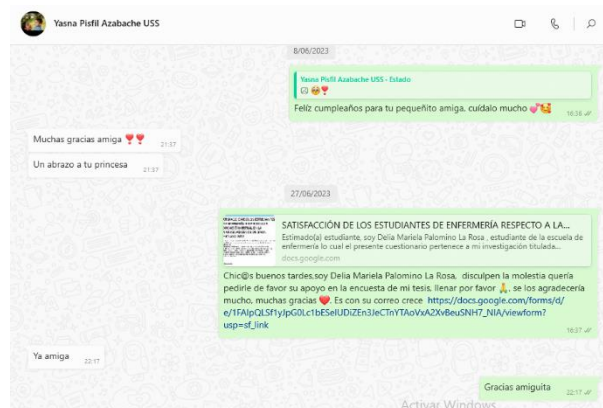 Yasna Pisfil Azabache USS
8/06/2023
Yasna Pisfil Azabache USS - Estado
Felíz cumpleaños para tu pequeñito amiga, cuídalo mucho
16:36
Muchas gracias amiga
21:37
Un abrazo a tu princesa
21:37
27/06/2023
SATISFACCIÓN DE LOS ESTUDIANTES DE ENFERMERÍA RESPECTO A LA...
Estimado(a) estudiante, soy Delia Mariela Palomino La Rosa , estudiante de la escuela de
enfermería lo cual el presente cuestionario pertenece a mi investigación titulada...
docs.google.com
Chic@s buenos tardes,soy Delia Mariela Palomino La Rosa, disculpen la molestia quería
pedirle de favor su apoyo en la encuesta de mi tesis, llenar por favor 🙏, se los agradecería
mucho, muchas gracias ❤️. Es con su correo crece https://docs.google.com/forms/d/
usp=sf_link
16:37
Ya amiga
22:17
Gracias amiguita
22:17
Activar Windows